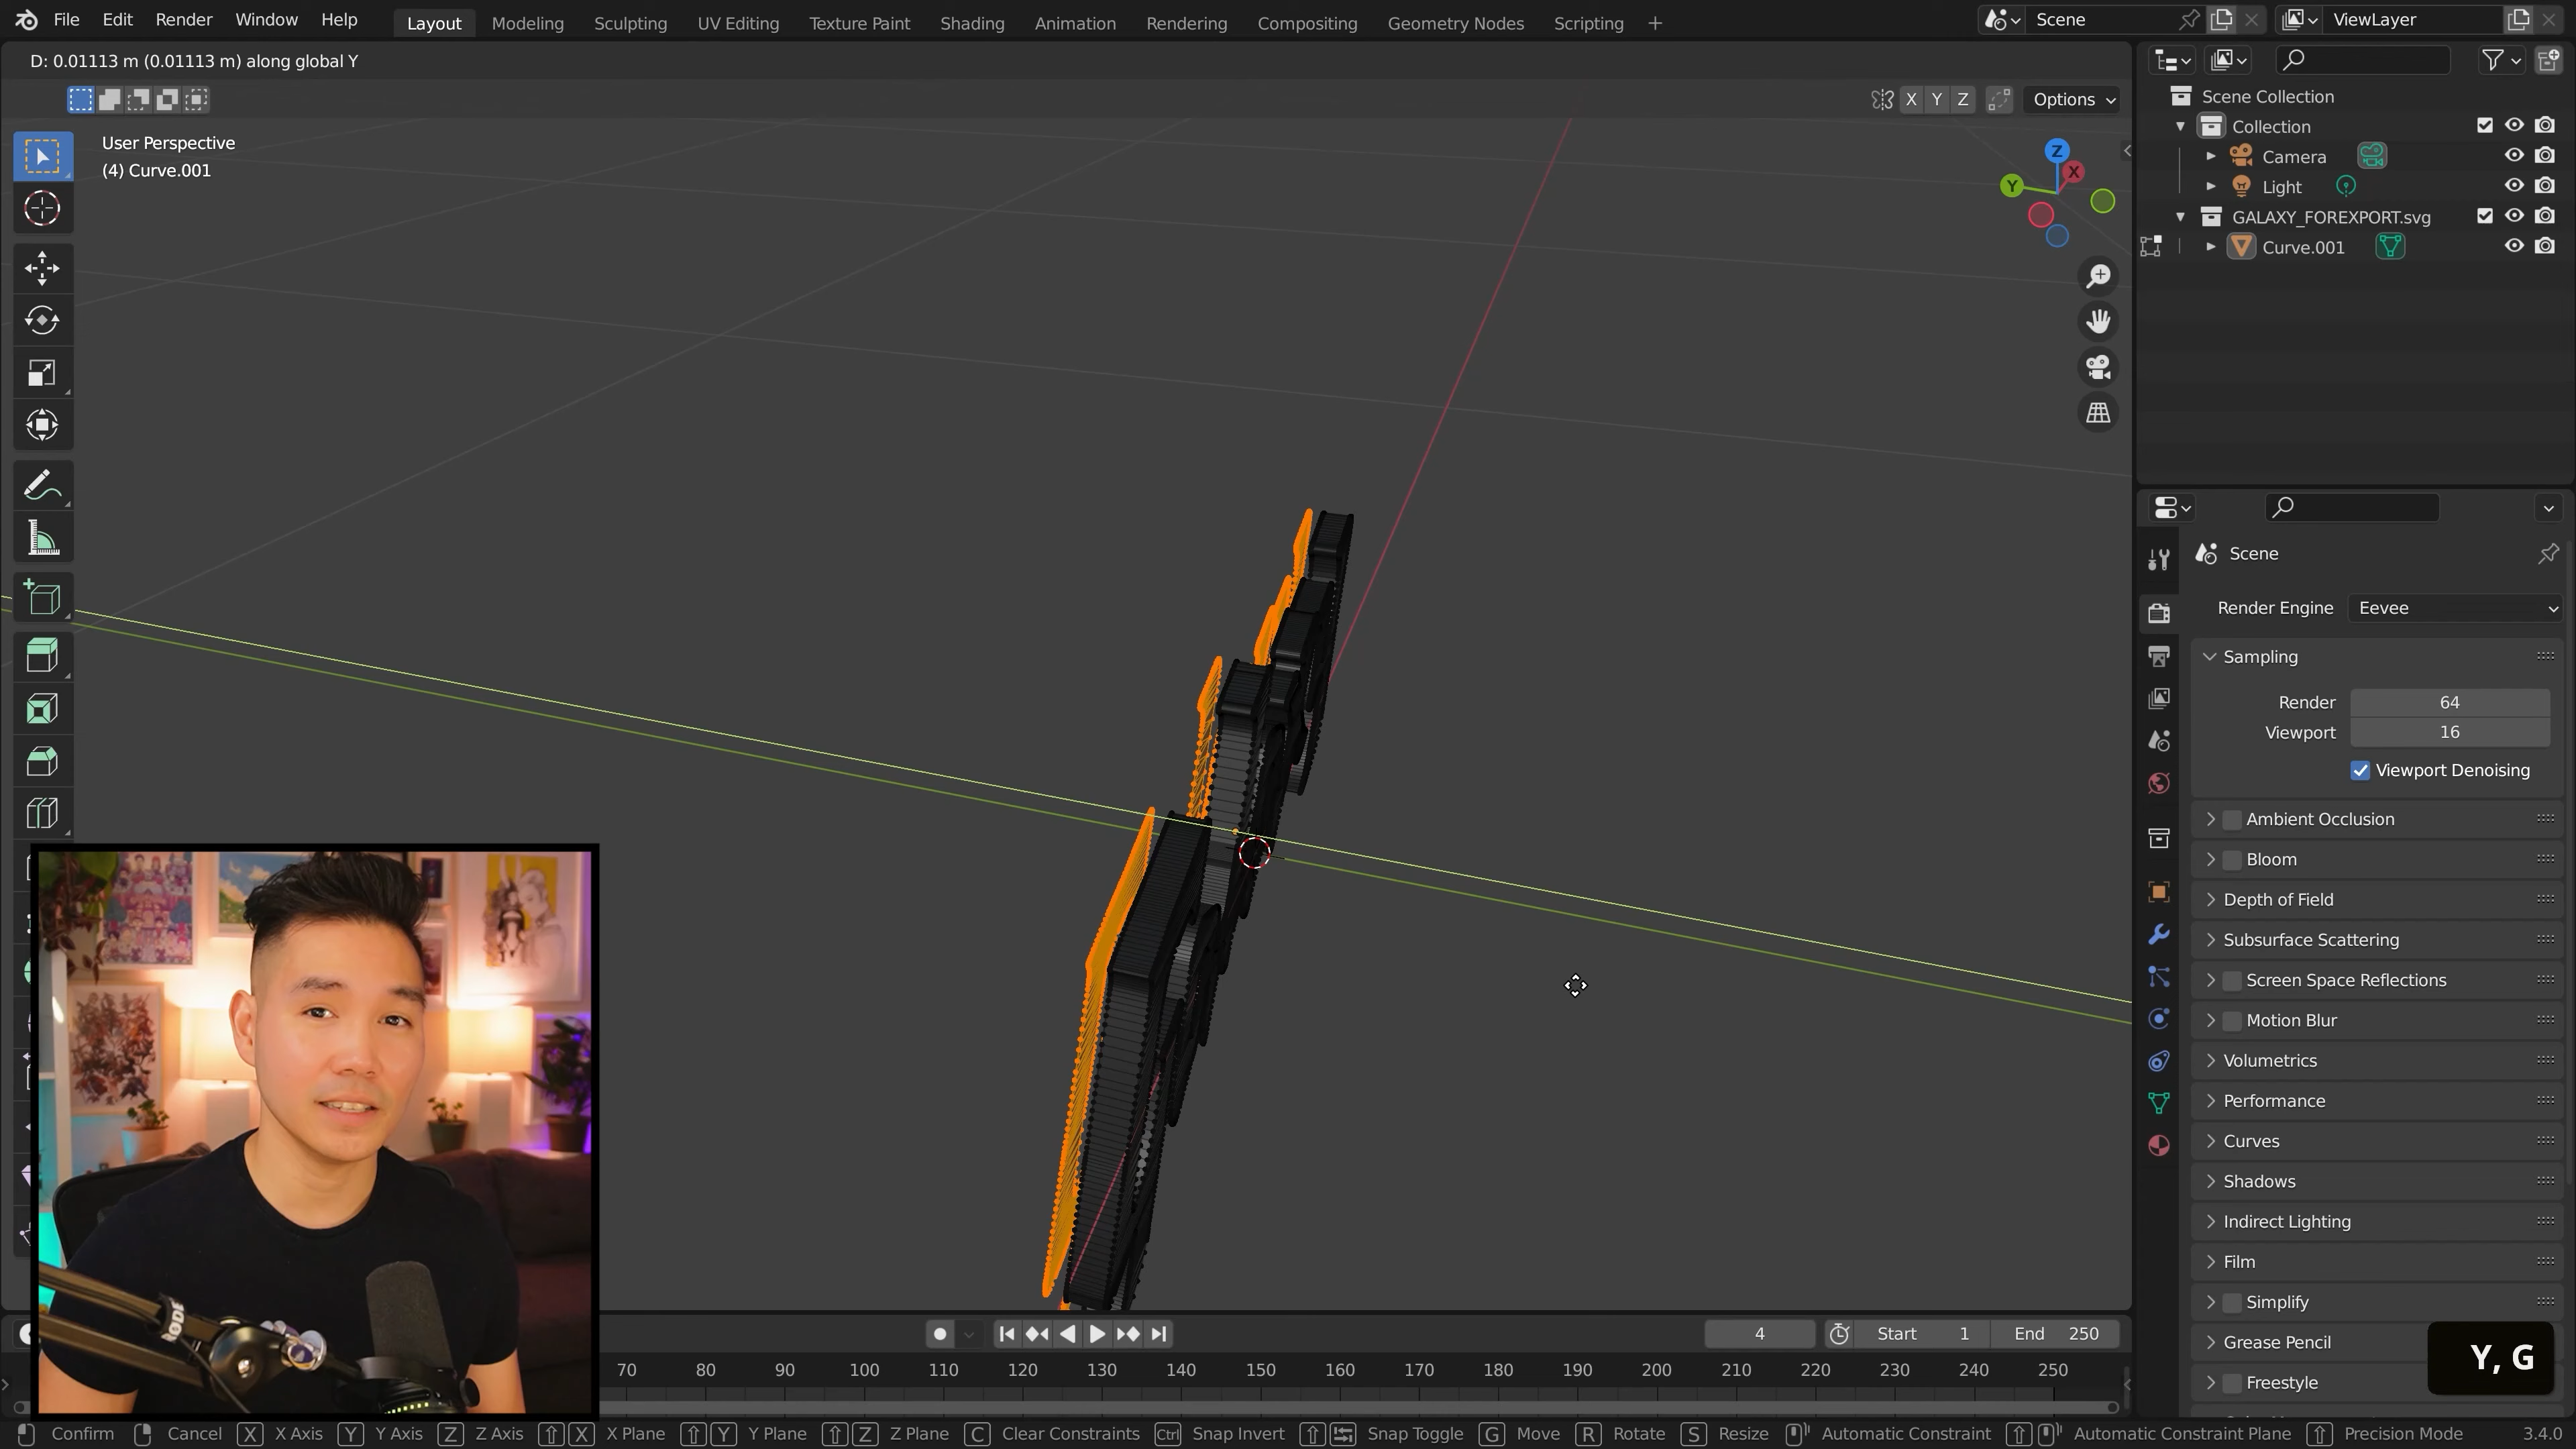 File Edit Render Window Help Layout Modeling Sculpting UV Editing Texture Paint Shading Animation Rendering Compositing Geometry Nodes Scripting + Scene ViewLayer
D: 0.01113 m (0.01113 m) along global Y
X Y Z Options
User Perspective
(4) Curve.001
Z
X
Y
Scene Collection
Collection
Camera
Light
GALAXY_FOREXPORT.svg
Curve.001
Scene
Render Engine Eevee
Sampling
Render 64
Viewport 16
Viewport Denoising
Ambient Occlusion
Bloom
Depth of Field
Subsurface Scattering
Screen Space Reflections
Motion Blur
Volumetrics
Performance
Curves
Shadows
Indirect Lighting
Film
Simplify
Grease Pencil
Freestyle
Y, G
RODE
4 Start 1 End 250
70 80 90 100 110 120 130 140 150 160 170 180 190 200 210 220 230 240 250
Confirm Cancel X X Axis Y Y Axis Z Z Axis X X Plane Y Y Plane Z Z Plane C Clear Constraints Ctrl Snap Invert Snap Toggle G Move R Rotate S Resize Automatic Constraint Automatic Constraint Plane Precision Mode 3.4.0